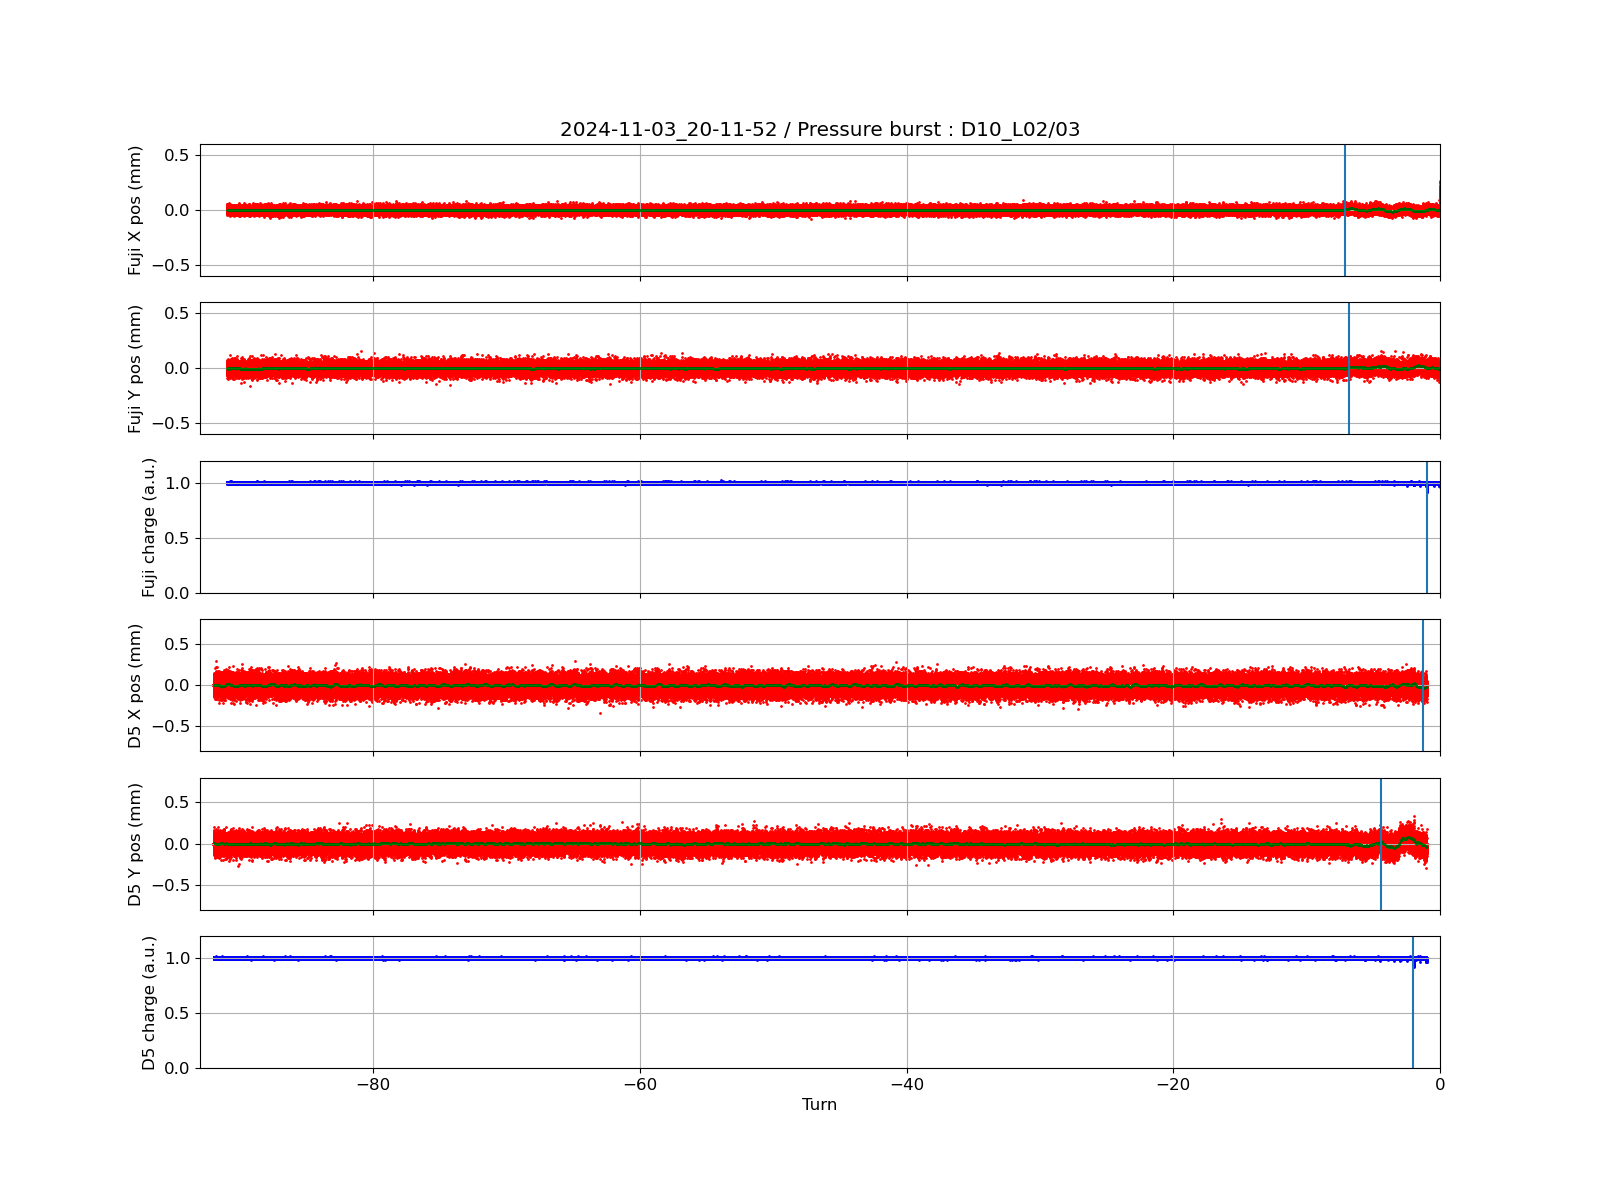 2024-11-03_20-11-52 / Pressure burst : D10_L02/03
Fuji X pos (mm)
0.5
0.0
−0.5
Fuji Y pos (mm)
0.5
0.0
−0.5
Fuji charge (a.u.)
1.0
0.5
0.0
D5 X pos (mm)
0.5
0.0
−0.5
D5 Y pos (mm)
0.5
0.0
−0.5
D5 charge (a.u.)
1.0
0.5
0.0
−80 −60 −40 −20 0
Turn